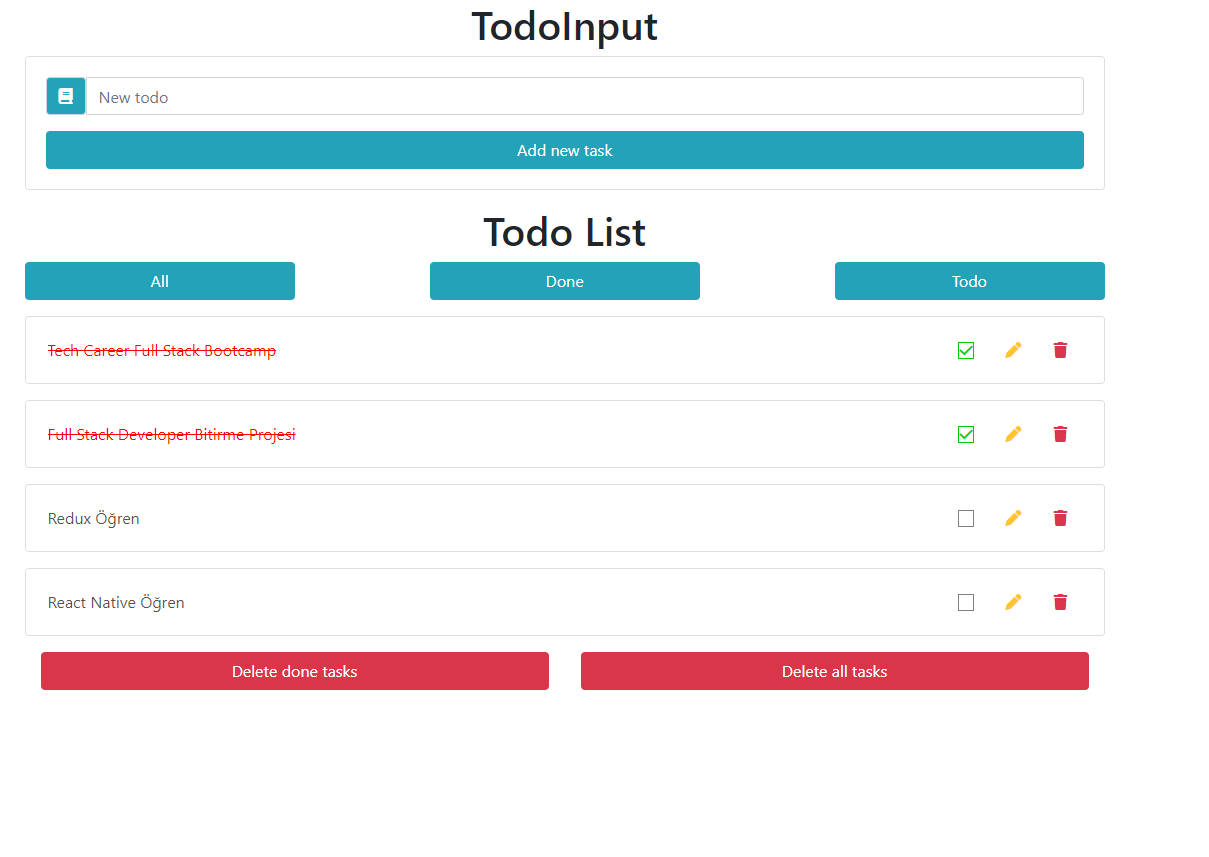 TodoInput
New todo
Add new task
Todo List
All Done Todo
Tech Career Full Stack Bootcamp
Full Stack Developer Bitirme Projesi
Redux Öğren
React Native Öğren
Delete done tasks Delete all tasks